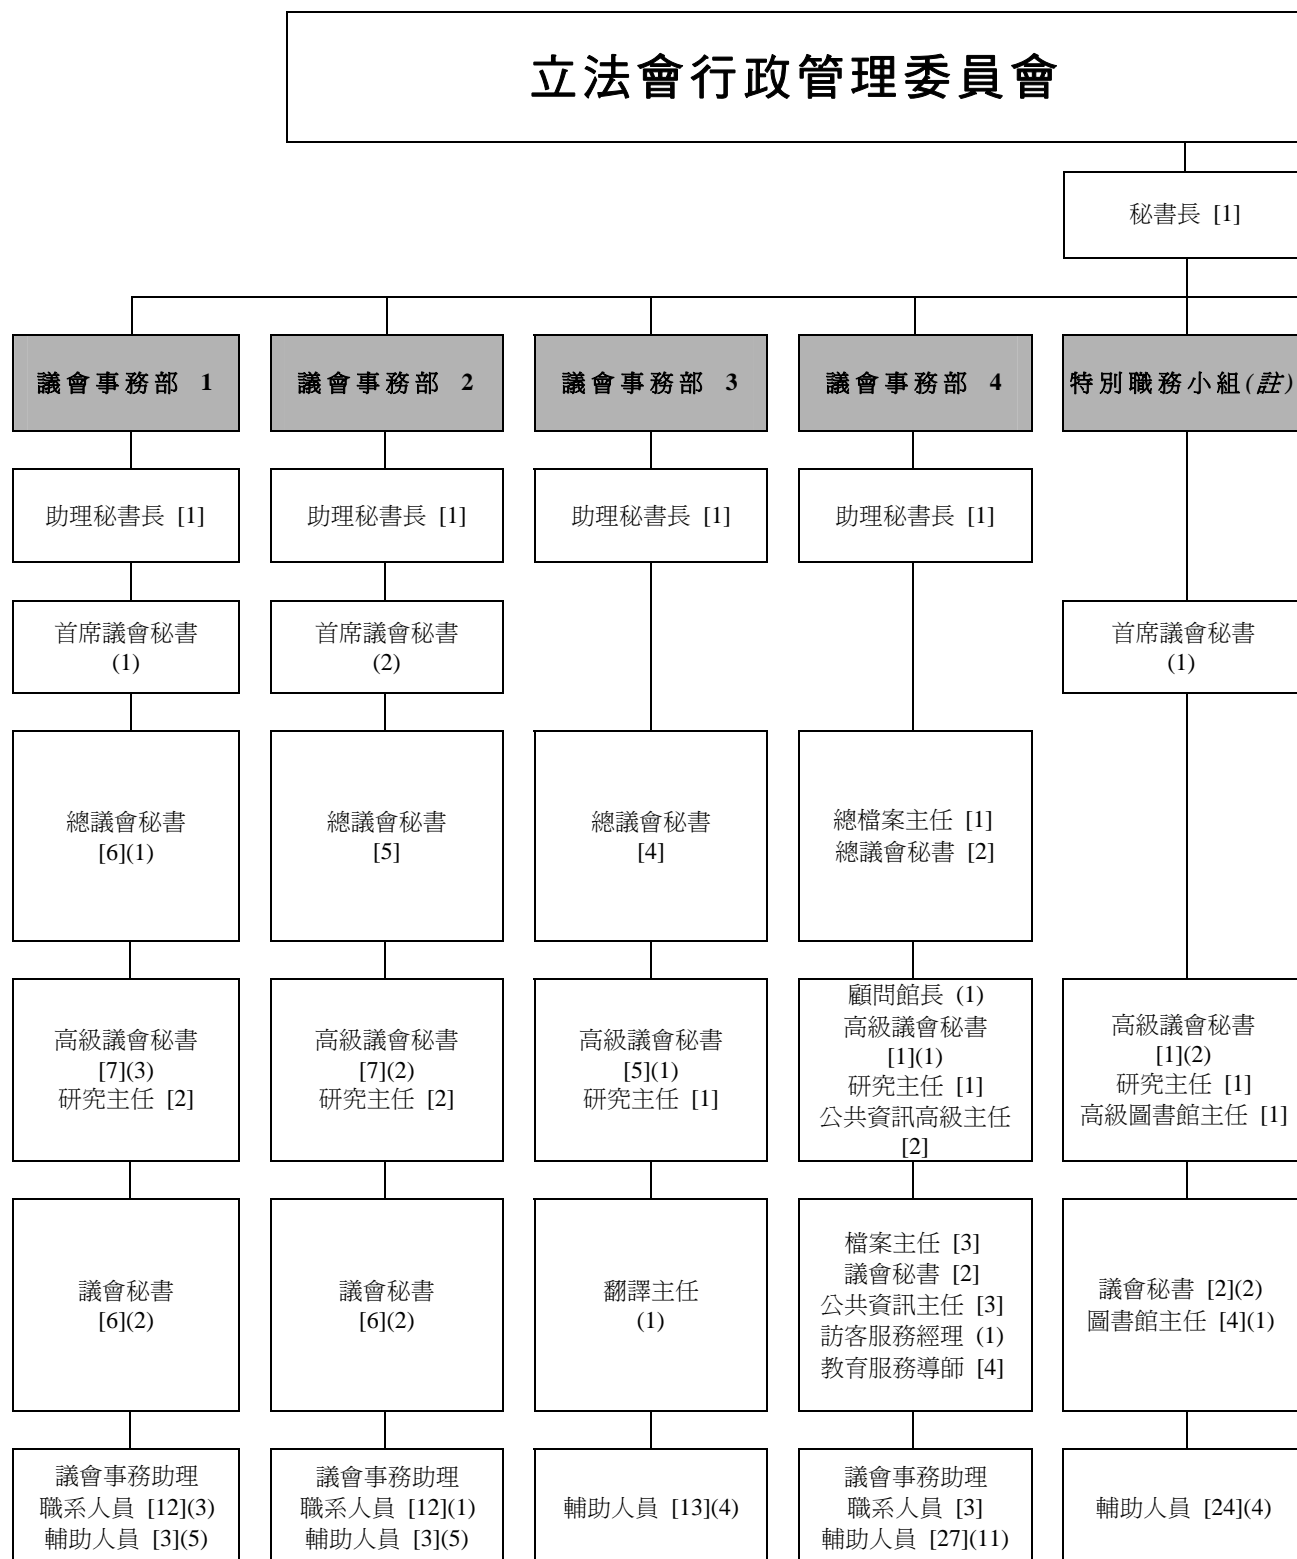 立法會行政管理委員會
秘書長 [1]
議會事務部 1
議會事務部 2
議會事務部 3
議會事務部 4
特別職務小組(註)
助理秘書長 [1]
助理秘書長 [1]
助理秘書長 [1]
助理秘書長 [1]
首席議會秘書
(1)
首席議會秘書
(2)
首席議會秘書
(1)
總議會秘書
[6](1)
總議會秘書
[5]
總議會秘書
[4]
總檔案主任 [1]
總議會秘書 [2]
高級議會秘書
[7](3)
研究主任 [2]
高級議會秘書
[7](2)
研究主任 [2]
高級議會秘書
[5](1)
研究主任 [1]
顧問館長 (1)
高級議會秘書
[1](1)
研究主任 [1]
公共資訊高級主任
[2]
高級議會秘書
[1](2)
研究主任 [1]
高級圖書館主任 [1]
議會秘書
[6](2)
議會秘書
[6](2)
翻譯主任
(1)
檔案主任 [3]
議會秘書 [2]
公共資訊主任 [3]
訪客服務經理 (1)
教育服務導師 [4]
議會秘書 [2](2)
圖書館主任 [4](1)
議會事務助理
職系人員 [12](3)
輔助人員 [3](5)
議會事務助理
職系人員 [12](1)
輔助人員 [3](5)
輔助人員 [13](4)
議會事務助理
職系人員 [3]
輔助人員 [27](11)
輔助人員 [24](4)